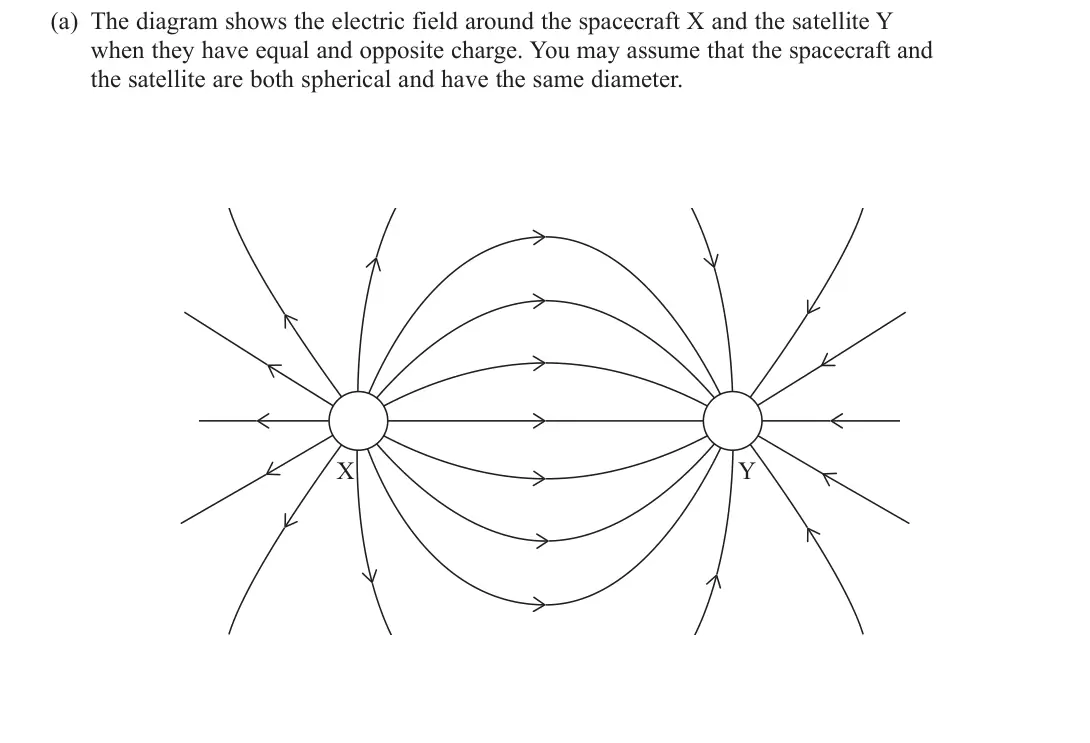 (a) The diagram shows the electric field around the spacecraft X and the satellite Y
when they have equal and opposite charge. You may assume that the spacecraft and
the satellite are both spherical and have the same diameter.
X
Y